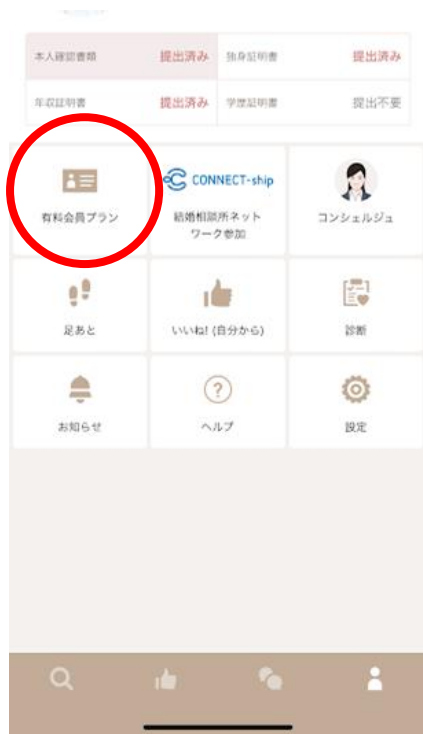 本人確認書類 提出済み 独身証明書 提出済み
年収証明書 提出済み 学歴証明書 提出不要
有料会員プラン
CONNECT-ship
結婚相談所ネット
ワーク参加
コンシェルジュ
足あと
いいね! (自分から)
診断
お知らせ
?
ヘルプ
設定